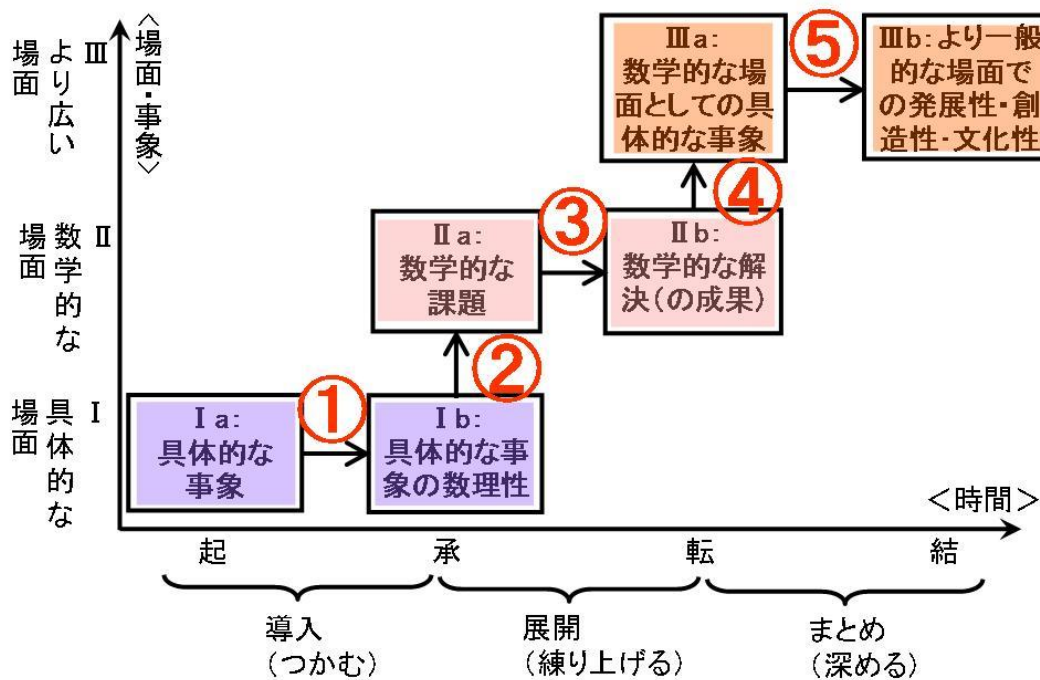 〈場面・事象〉
Ⅲ
より広い
場面
Ⅲa:
数学的な場
面としての具
体的な事象
⑤
Ⅲb:より一般
的な場面で
の発展性・創
造性・文化性
④
Ⅱ
数学的な
場面
Ⅱa:
数学的な
課題
③
Ⅱb:
数学的な解
決(の成果)
②
Ⅰ
具体的な
場面
Ⅰa:
具体的な
事象
①
Ⅰb:
具体的な事
象の数理性
＜時間＞
起 承 転 結
導入
(つかむ)
展開
(練り上げる)
まとめ
(深める)